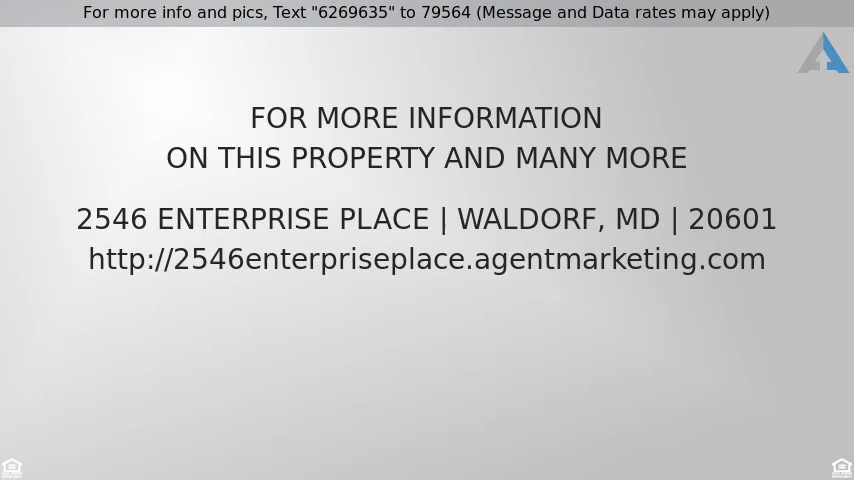 For more info and pics, Text "6269635" to 79564 (Message and Data rates may apply)
FOR MORE INFORMATION
ON THIS PROPERTY AND MANY MORE
2546 ENTERPRISE PLACE | WALDORF, MD | 20601
http://2546enterpriseplace.agentmarketing.com